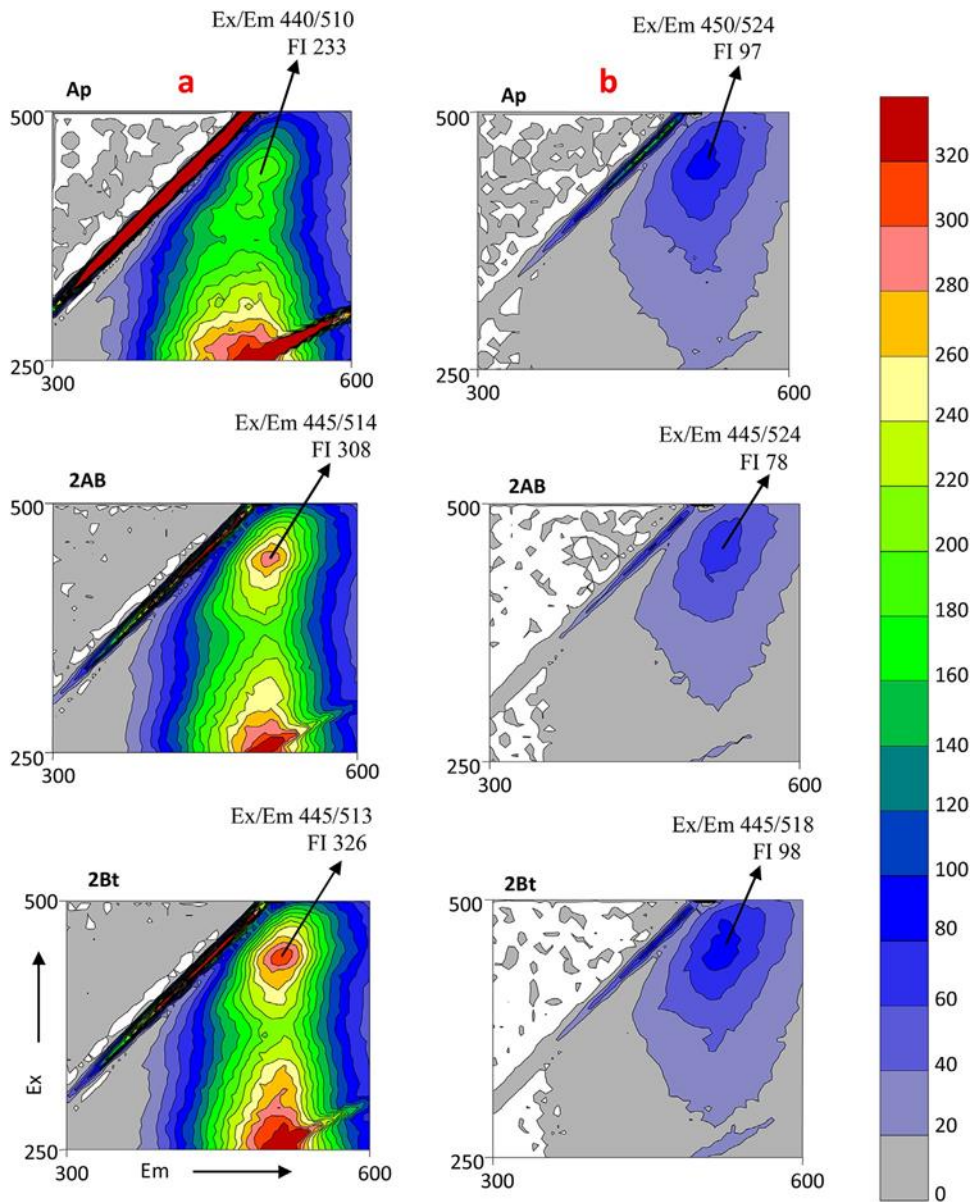 Ex/Em 440/510
FI 233
Ap
a
500
250
300
600
Ex/Em 450/524
FI 97
Ap
b
500
250
300
600
Ex/Em 445/514
FI 308
2AB
500
250
300
600
Ex/Em 445/524
FI 78
2AB
500
250
300
600
Ex/Em 445/513
FI 326
2Bt
500
Ex
250
300
Em
600
Ex/Em 445/518
FI 98
2Bt
500
250
300
600
320
300
280
260
240
220
200
180
160
140
120
100
80
60
40
20
0